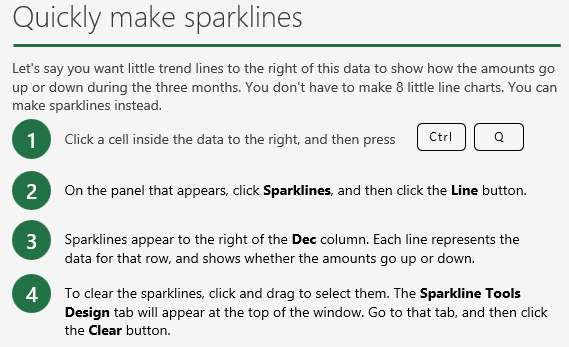 Quickly make sparklines
Let's say you want little trend lines to the right of this data to show how the amounts go
up or down during the three months. You don't have to make 8 little line charts. You can
make sparklines instead.
1 Click a cell inside the data to the right, and then press Ctrl Q
2 On the panel that appears, click Sparklines, and then click the Line button.
3 Sparklines appear to the right of the Dec column. Each line represents the
data for that row, and shows whether the amounts go up or down.
4 To clear the sparklines, click and drag to select them. The Sparkline Tools
Design tab will appear at the top of the window. Go to that tab, and then click
the Clear button.